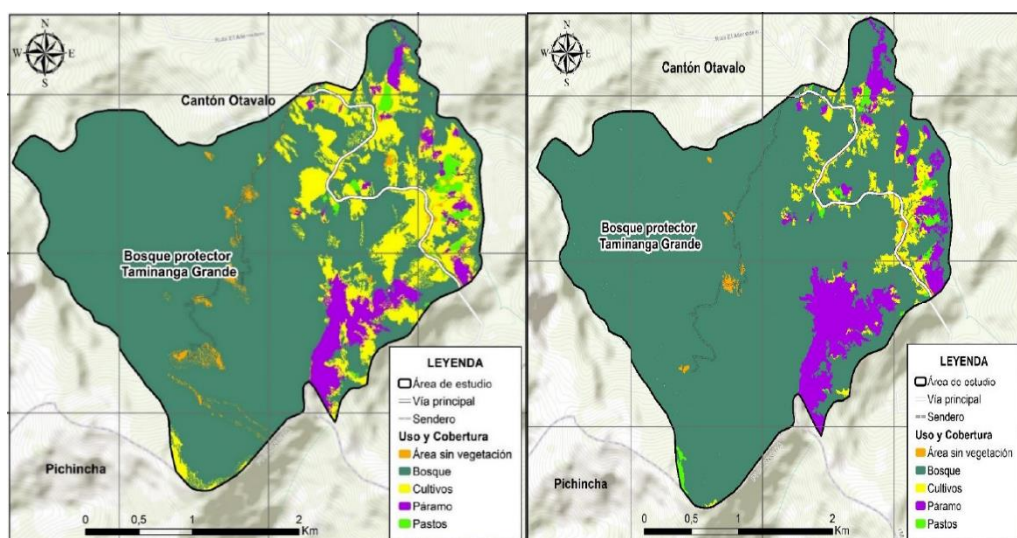 N
W E
S
Cantón Otavalo
Bosque protector
Taminanga Grande
Pichincha
LEYENDA
Área de estudio
Vía principal
Sendero
Uso y Cobertura
Área sin vegetación
Bosque
Cultivos
Páramo
Pastos
0 0,5 1 2
Km
N
W E
S
Cantón Otavalo
Bosque protector
Taminanga Grande
Pichincha
LEYENDA
Área de estudio
Vía principal
Sendero
Uso y Cobertura
Área sin vegetación
Bosque
Cultivos
Páramo
Pastos
0 0,5 1 2
Km